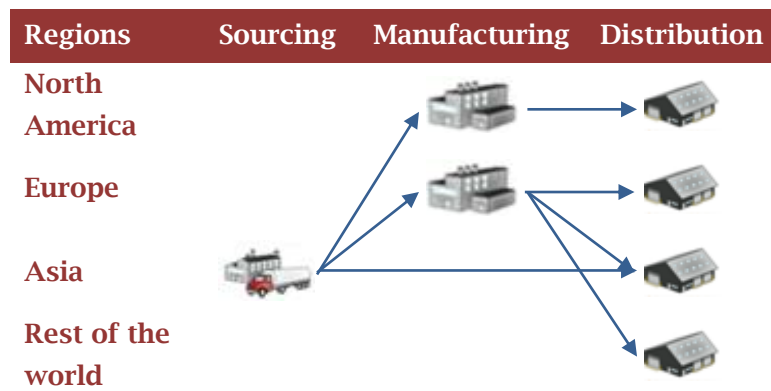 Regions Sourcing Manufacturing Distribution
North
America
Europe
Asia
Rest of the
world